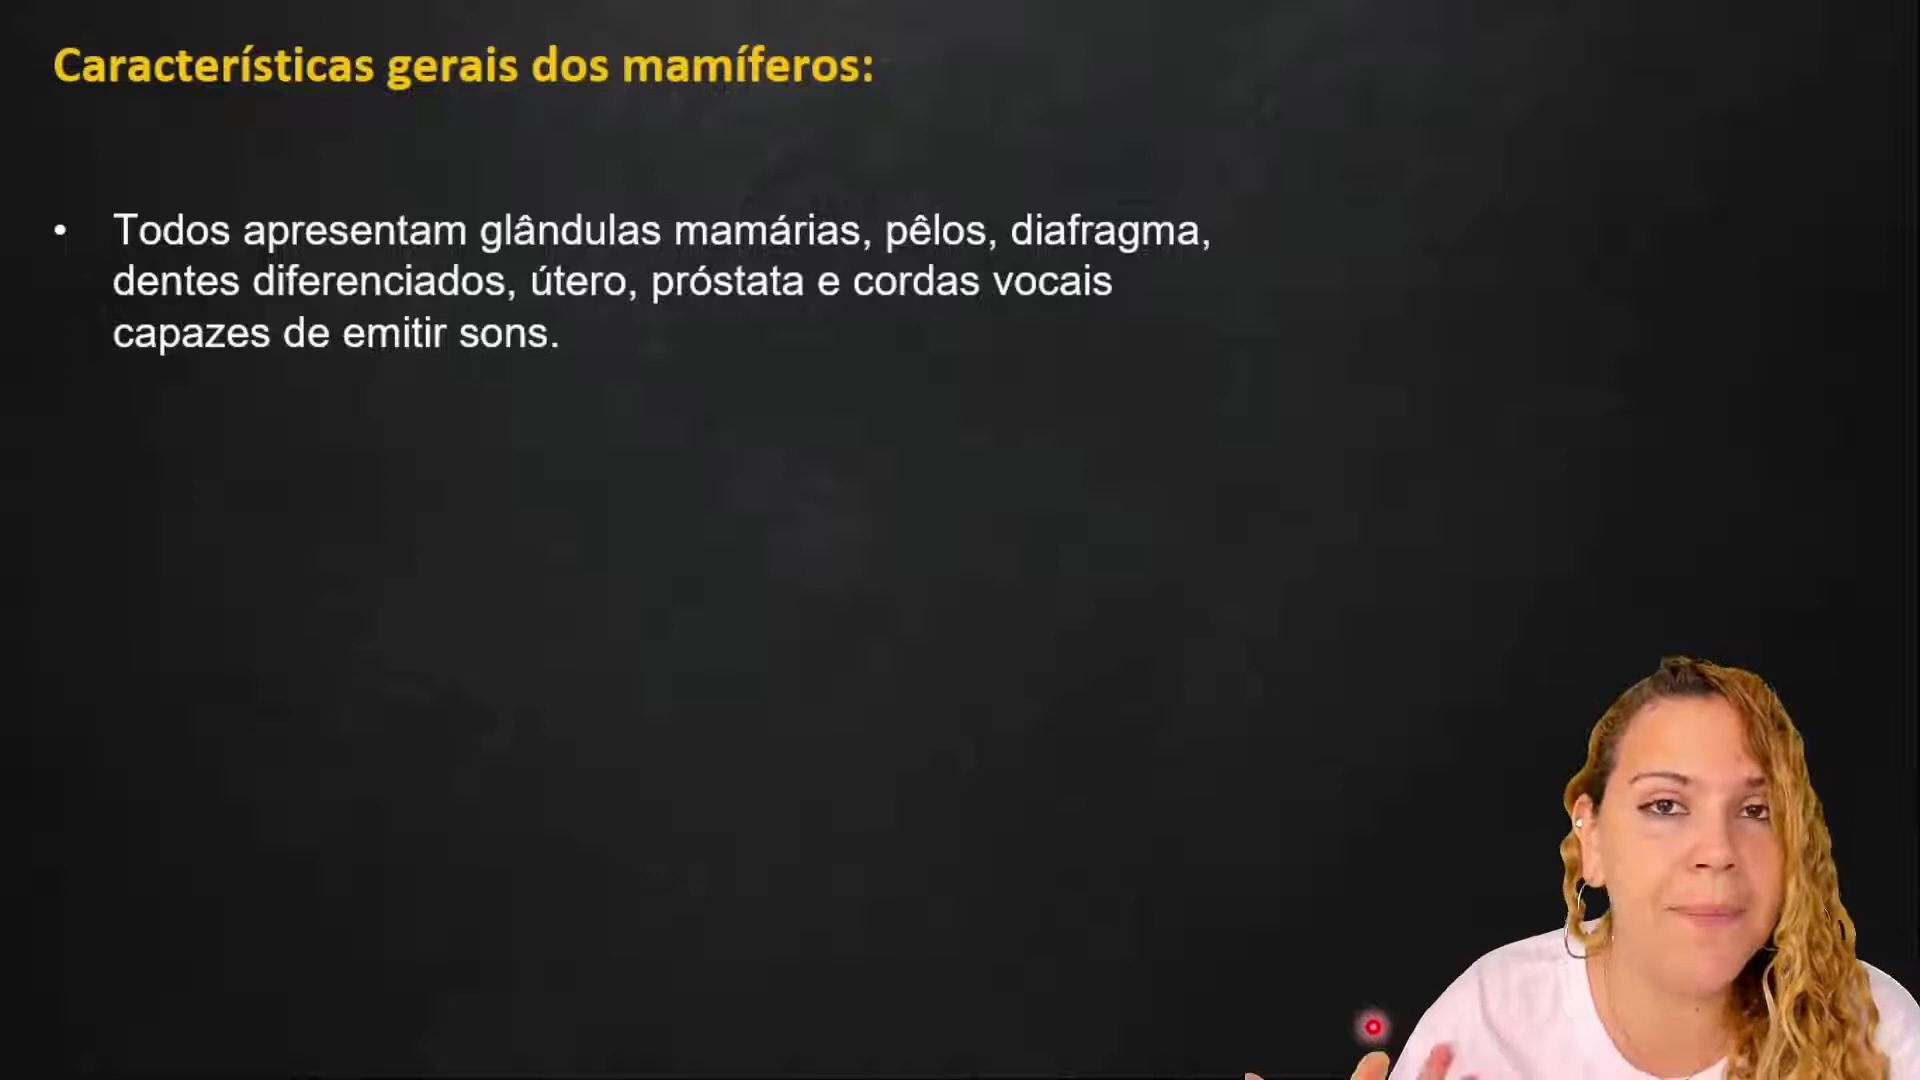 Características gerais dos mamíferos:
• Todos apresentam glândulas mamárias, pêlos, diafragma,
dentes diferenciados, útero, próstata e cordas vocais
capazes de emitir sons.